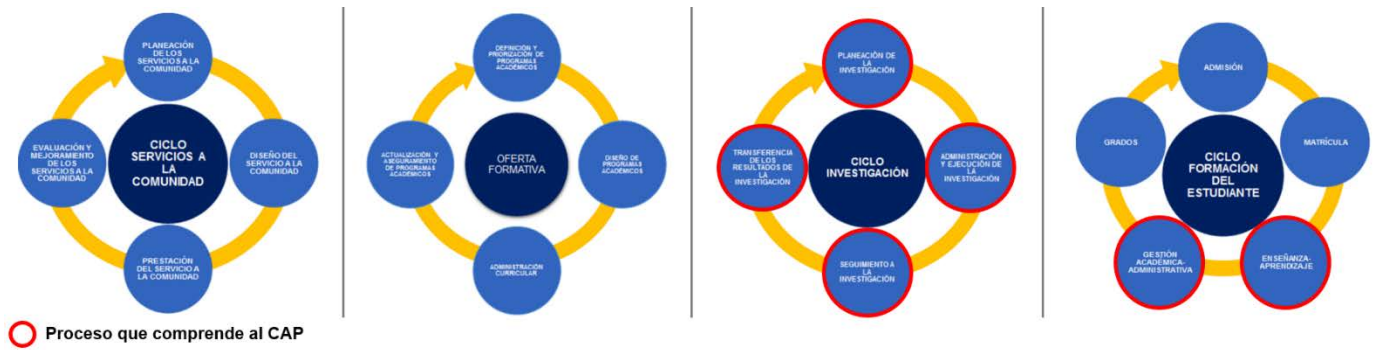 PLANEACIÓN
DE LOS
SERVICIOS A LA
COMUNIDAD
EVALUACIÓN Y
MEJORAMIENTO
DE LOS
SERVICIOS A LA
COMUNIDAD
CICLO
SERVICIOS A
LA
COMUNIDAD
DISEÑO DEL
SERVICIO A LA
COMUNIDAD
PRESTACIÓN
DEL SERVICIO A
LA COMUNIDAD
DEFINICIÓN Y
PRIORIZACIÓN DE
PROGRAMAS
ACADÉMICOS
ACTUALIZACIÓN Y
ASEGURAMIENTO
DE PROGRAMAS
ACADÉMICOS
OFERTA
FORMATIVA
DISEÑO DE
PROGRAMAS
ACADÉMICOS
ADMINISTRACIÓN
CURRICULAR
PLANEACIÓN DE
LA
INVESTIGACIÓN
TRANSFERENCIA
DE LOS
RESULTADOS DE
LA
INVESTIGACIÓN
CICLO
INVESTIGACIÓN
ADMINISTRACIÓN
Y EJECUCIÓN DE
LA
INVESTIGACIÓN
SEGUIMIENTO A
LA
INVESTIGACIÓN
ADMISIÓN
GRADOS
CICLO
FORMACIÓN
DEL
ESTUDIANTE
MATRÍCULA
GESTIÓN
ACADÉMICA-
ADMINISTRATIVA
ENSEÑANZA-
APRENDIZAJE
Proceso que comprende al CAP